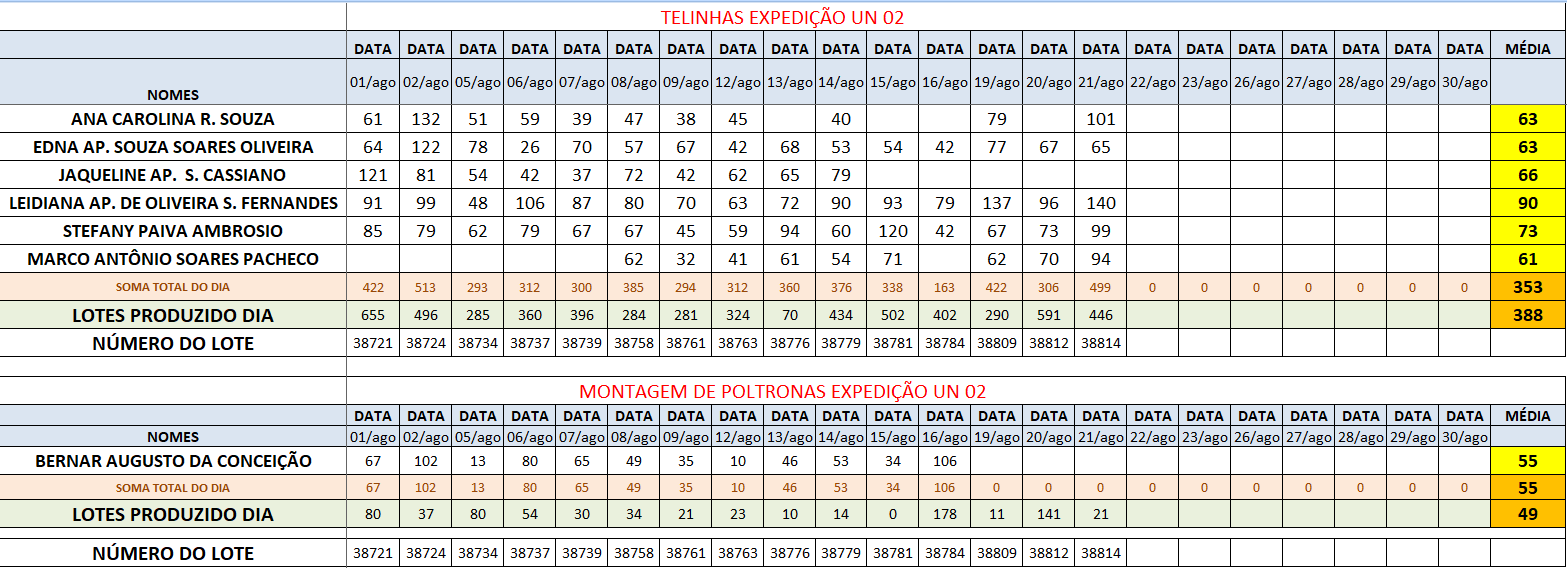 TELINHAS EXPEDIÇÃO UN 02
DATA DATA DATA DATA DATA DATA DATA DATA DATA DATA DATA DATA DATA DATA DATA DATA DATA DATA DATA DATA DATA DATA MÉDIA
NOMES 01/ago 02/ago 05/ago 06/ago 07/ago 08/ago 09/ago 12/ago 13/ago 14/ago 15/ago 16/ago 19/ago 20/ago 21/ago 22/ago 23/ago 26/ago 27/ago 28/ago 29/ago 30/ago
ANA CAROLINA R. SOUZA 61 132 51 59 39 47 38 45 40 79 101 63
EDNA AP. SOUZA SOARES OLIVEIRA 64 122 78 26 70 57 67 42 68 53 54 42 77 67 65 63
JAQUELINE AP. S. CASSIANO 121 81 54 42 37 72 42 62 65 79 66
LEIDIANA AP. DE OLIVEIRA S. FERNANDES 91 99 48 106 87 80 70 63 72 90 93 79 137 96 140 90
STEFANY PAIVA AMBROSIO 85 79 62 79 67 67 45 59 94 60 120 42 67 73 99 73
MARCO ANTÔNIO SOARES PACHECO 62 32 41 61 54 71 62 70 94 61
SOMA TOTAL DO DIA 422 513 293 312 300 385 294 312 360 376 338 163 422 306 499 0 0 0 0 0 0 0 353
LOTES PRODUZIDO DIA 655 496 285 360 396 284 281 324 70 434 502 402 290 591 446 388
NÚMERO DO LOTE 38721 38724 38734 38737 38739 38758 38761 38763 38776 38779 38781 38784 38809 38812 38814
MONTAGEM DE POLTRONAS EXPEDIÇÃO UN 02
DATA DATA DATA DATA DATA DATA DATA DATA DATA DATA DATA DATA DATA DATA DATA DATA DATA DATA DATA DATA DATA DATA MÉDIA
NOMES 01/ago 02/ago 05/ago 06/ago 07/ago 08/ago 09/ago 12/ago 13/ago 14/ago 15/ago 16/ago 19/ago 20/ago 21/ago 22/ago 23/ago 26/ago 27/ago 28/ago 29/ago 30/ago
BERNAR AUGUSTO DA CONCEIÇÃO 67 102 13 80 65 49 35 10 46 53 34 106 55
SOMA TOTAL DO DIA 67 102 13 80 65 49 35 10 46 53 34 106 0 0 0 0 0 0 0 0 0 0 55
LOTES PRODUZIDO DIA 80 37 80 54 30 34 21 23 10 14 0 178 11 141 21 49
NÚMERO DO LOTE 38721 38724 38734 38737 38739 38758 38761 38763 38776 38779 38781 38784 38809 38812 38814